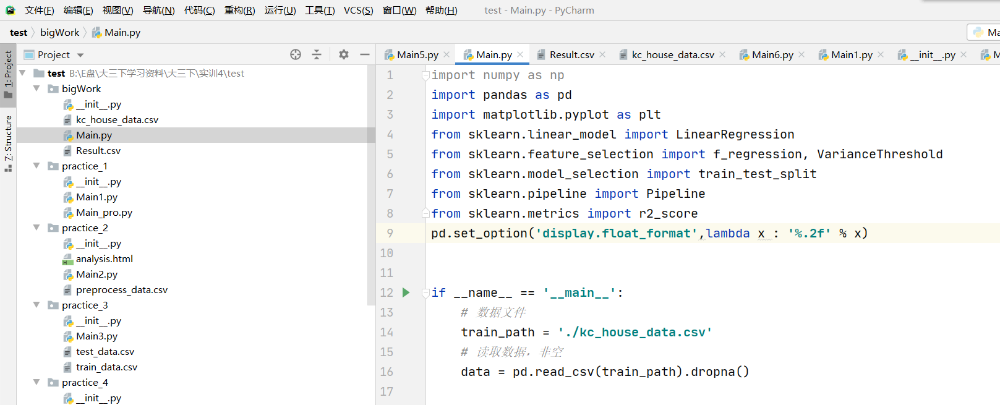 文件(F) 编辑(E) 视图(V) 导航(N) 代码(C) 重构(R) 运行(U) 工具(T) VCS(S) 窗口(W) 帮助(H) test - Main.py - PyCharm
test bigWork Main.py
1: Project
7: Structure
Project
test B:\E盘\大三下学习资料\大三下\实训4\test
bigWork
__init__.py
kc_house_data.csv
Main.py
Result.csv
practice_1
__init__.py
Main1.py
Main_pro.py
practice_2
__init__.py
analysis.html
Main2.py
preprocess_data.csv
practice_3
__init__.py
Main3.py
test_data.csv
train_data.csv
practice_4
__init__.py
Main5.py Main.py Result.csv kc_house_data.csv Main6.py Main1.py __init__.py
1 import numpy as np
2 import pandas as pd
3 import matplotlib.pyplot as plt
4 from sklearn.linear_model import LinearRegression
5 from sklearn.feature_selection import f_regression, VarianceThreshold
6 from sklearn.model_selection import train_test_split
7 from sklearn.pipeline import Pipeline
8 from sklearn.metrics import r2_score
9 pd.set_option('display.float_format',lambda x : '%.2f' % x)
10
11
12 if __name__ == '__main__':
13 # 数据文件
14 train_path = './kc_house_data.csv'
15 # 读取数据，非空
16 data = pd.read_csv(train_path).dropna()
17